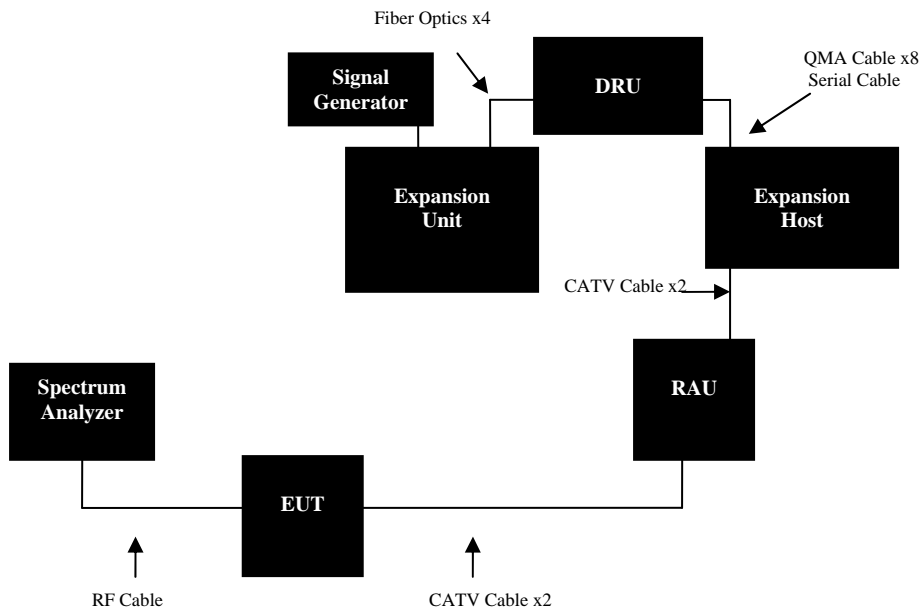 Fiber Optics x4
Signal
Generator
DRU
QMA Cable x8
Serial Cable
Expansion
Unit
Expansion
Host
CATV Cable x2
RAU
Spectrum
Analyzer
EUT
RF Cable
CATV Cable x2